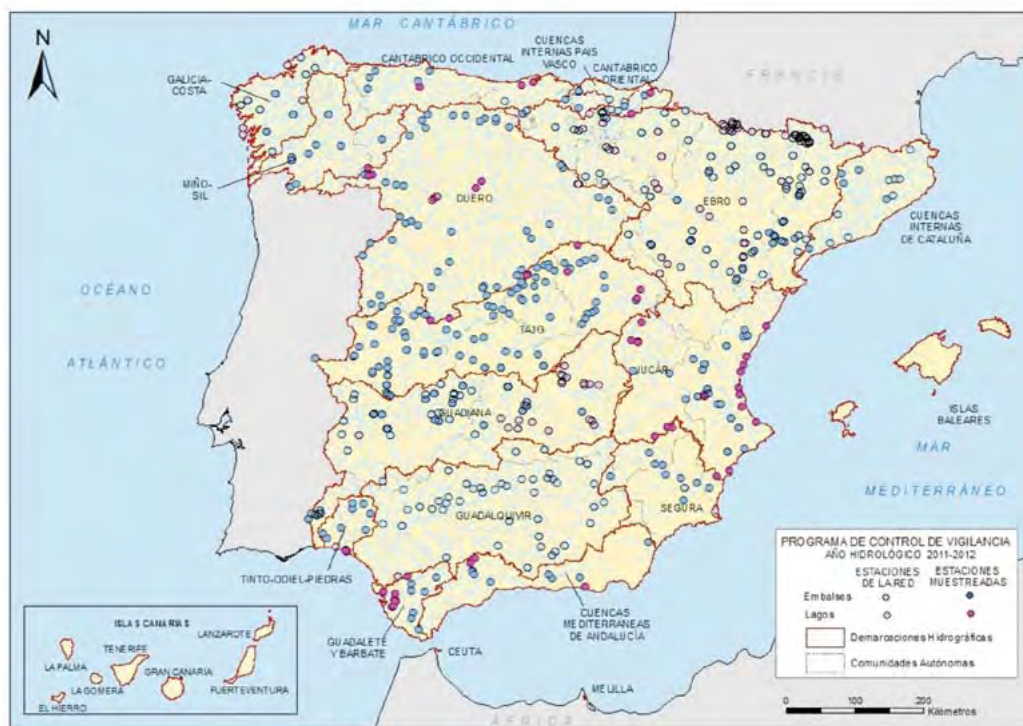 MAR CANTÁBRICO
N
CANTABRICO OCCIDENTAL
CUENCAS
INTERNAS PAIS
VASCO
CANTABRICO
ORIENTAL
GALICIA-
COSTA
FRANCIA
MIÑO-
SIL
DUERO
EBRO
CUENCAS
INTERNAS
DE CATALUÑA
OCÉANO
ATLÁNTICO
TAJO
JÚCAR
GUADIANA
ISLAS
BALEARES
MAR
MEDITERRÁNEO
SEGURA
GUADALQUIVIR
TINTO-ODIEL-PIEDRAS
CUENCAS
MEDITERRÁNEAS
DE ANDALUCÍA
GUADALETE
Y BARBATE
CEUTA
MELILLA
ÁFRICA
ISLAS CANARIAS
LANZAROTE
TENERIFE
LA PALMA
GRAN CANARIA
LA GOMERA
FUERTEVENTURA
EL HIERRO
PROGRAMA DE CONTROL DE VIGILANCIA
AÑO HIDROLÓGICO 2011-2012
ESTACIONES DE LA RED
ESTACIONES MUESTREADAS
Embalses
Lagos
Demarcaciones Hidrográficas
Comunidades Autónomas
0 100 200
Kilómetros